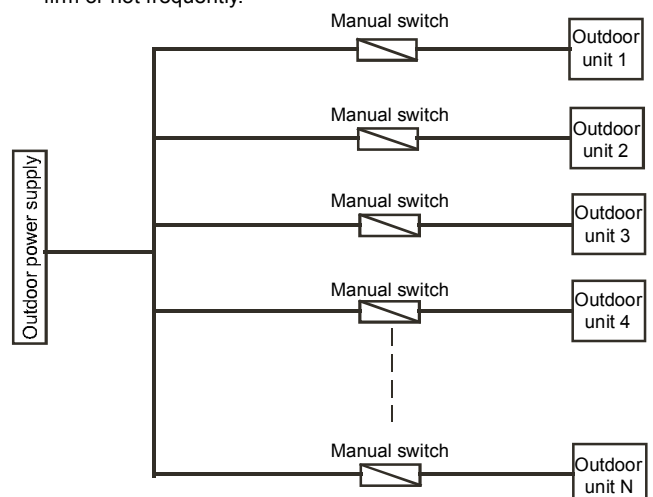 firm or not frequently.
Manual switch
Outdoor
unit 1
Manual switch
Outdoor
unit 2
Manual switch
Outdoor
unit 3
Outdoor power supply
Manual switch
Outdoor
unit 4
Manual switch
Outdoor
unit N